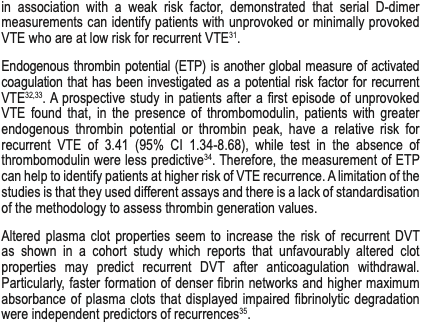 in association with a weak risk factor, demonstrated that serial D-dimer
measurements can identify patients with unprovoked or minimally provoked
VTE who are at low risk for recurrent VTE³¹.
Endogenous thrombin potential (ETP) is another global measure of activated
coagulation that has been investigated as a potential risk factor for recurrent
VTE³²,³³. A prospective study in patients after a first episode of unprovoked
VTE found that, in the presence of thrombomodulin, patients with greater
endogenous thrombin potential or thrombin peak, have a relative risk for
recurrent VTE of 3.41 (95% CI 1.34-8.68), while test in the absence of
thrombomodulin were less predictive³⁴. Therefore, the measurement of ETP
can help to identify patients at higher risk of VTE recurrence. A limitation of the
studies is that they used different assays and there is a lack of standardisation
of the methodology to assess thrombin generation values.
Altered plasma clot properties seem to increase the risk of recurrent DVT
as shown in a cohort study which reports that unfavourably altered clot
properties may predict recurrent DVT after anticoagulation withdrawal.
Particularly, faster formation of denser fibrin networks and higher maximum
absorbance of plasma clots that displayed impaired fibrinolytic degradation
were independent predictors of recurrences³⁵.